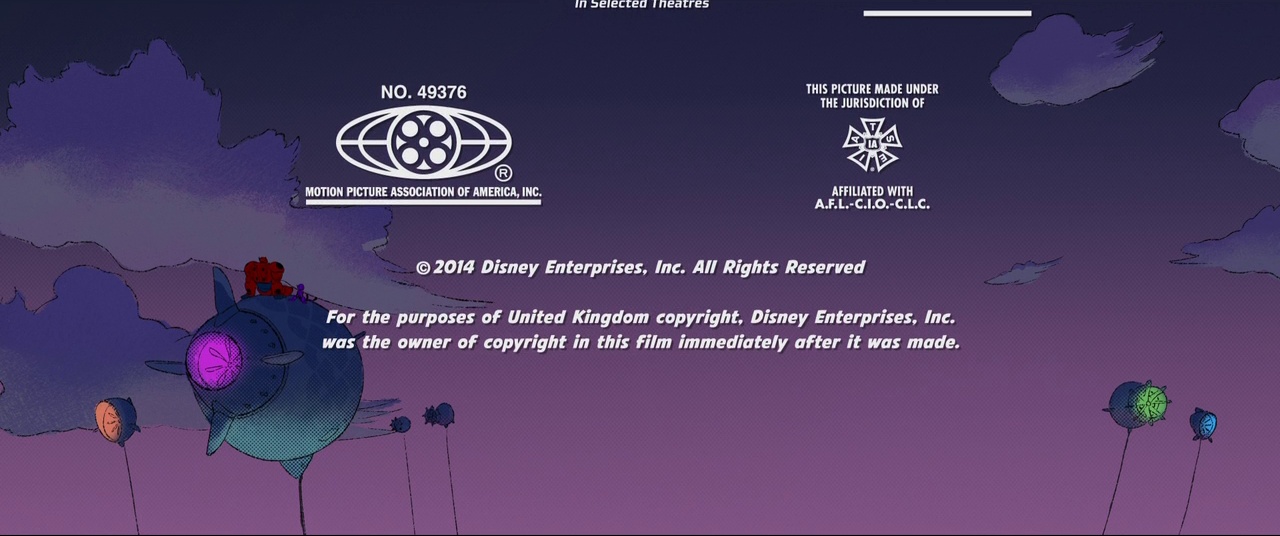 In Selected Theatres
NO. 49376
®
MOTION PICTURE ASSOCIATION OF AMERICA, INC.
THIS PICTURE MADE UNDER
THE JURISDICTION OF
I A T S E
IA
®
AFFILIATED WITH
A.F.L.-C.I.O.-C.L.C.
©2014 Disney Enterprises, Inc. All Rights Reserved
For the purposes of United Kingdom copyright, Disney Enterprises, Inc.
was the owner of copyright in this film immediately after it was made.